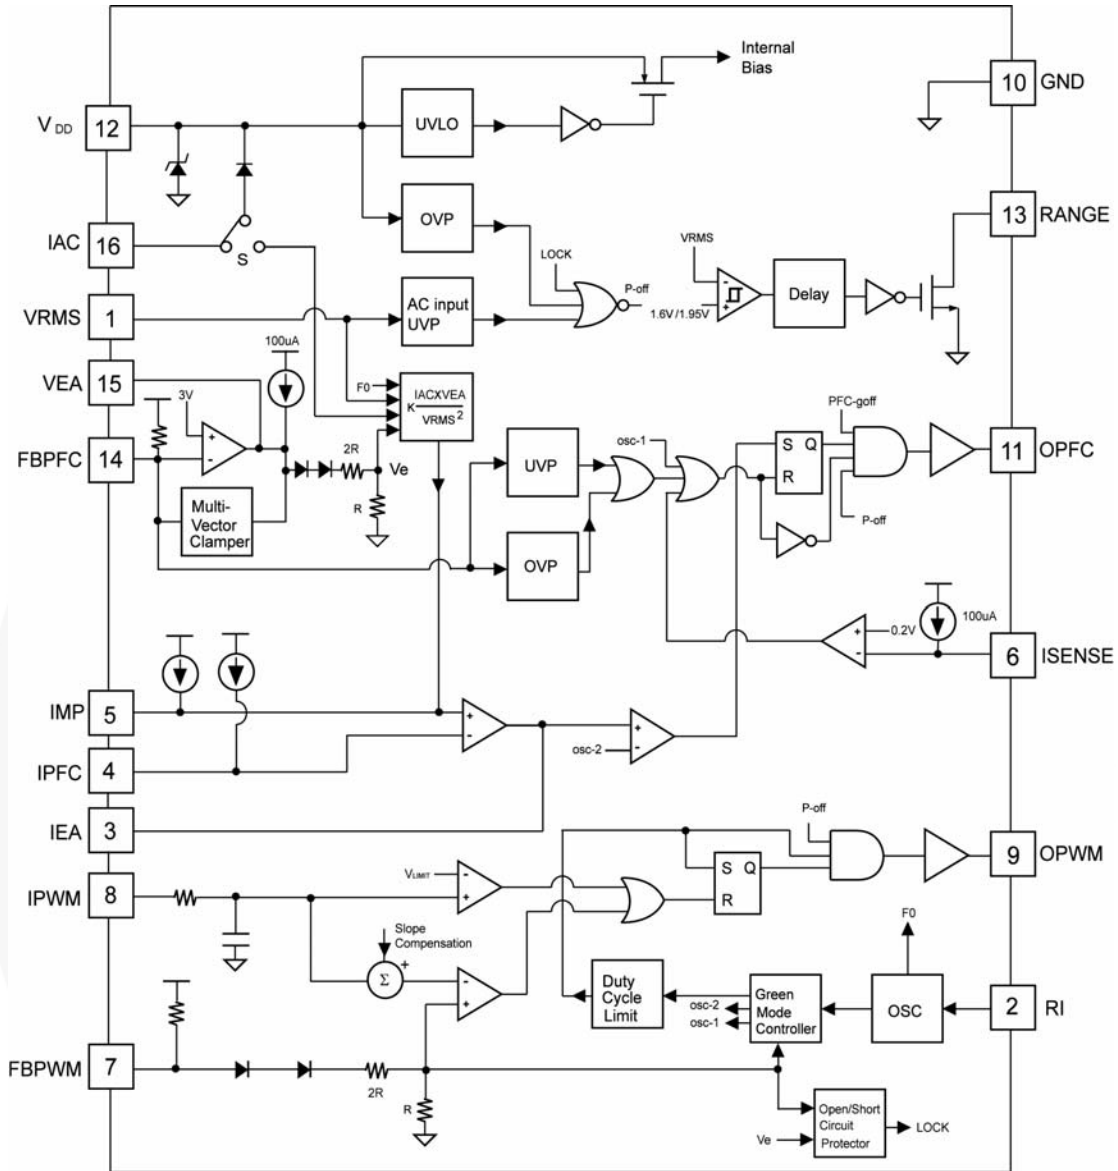 Internal
Bias
10
GND
V DD
12
UVLO
OVP
13
RANGE
IAC
16
S
LOCK
P-off
VRMS
-
+
1.6V/1.95V
Delay
VRMS
1
AC input
UVP
100uA
VEA
15
3V
+
-
F0
K IACXVEA
VRMS 2
PFC-goff
FBPFC
14
2R
Ve
R
Multi-
Vector
Clamper
UVP
OVP
osc-1
S Q
R
P-off
11
OPFC
100uA
0.2V
+
-
6
ISENSE
IMP
5
+
-
IPFC
4
+
-
osc-2
IEA
3
P-off
9
OPWM
IPWM
8
VLIMIT
-
+
S Q
R
Slope
Compensation
Σ
+
-
+
F0
Duty
Cycle
Limit
osc-2
osc-1
Green
Mode
Controller
OSC
2
RI
FBPWM
7
2R
R
Ve
Open/Short
Circuit
Protector
LOCK